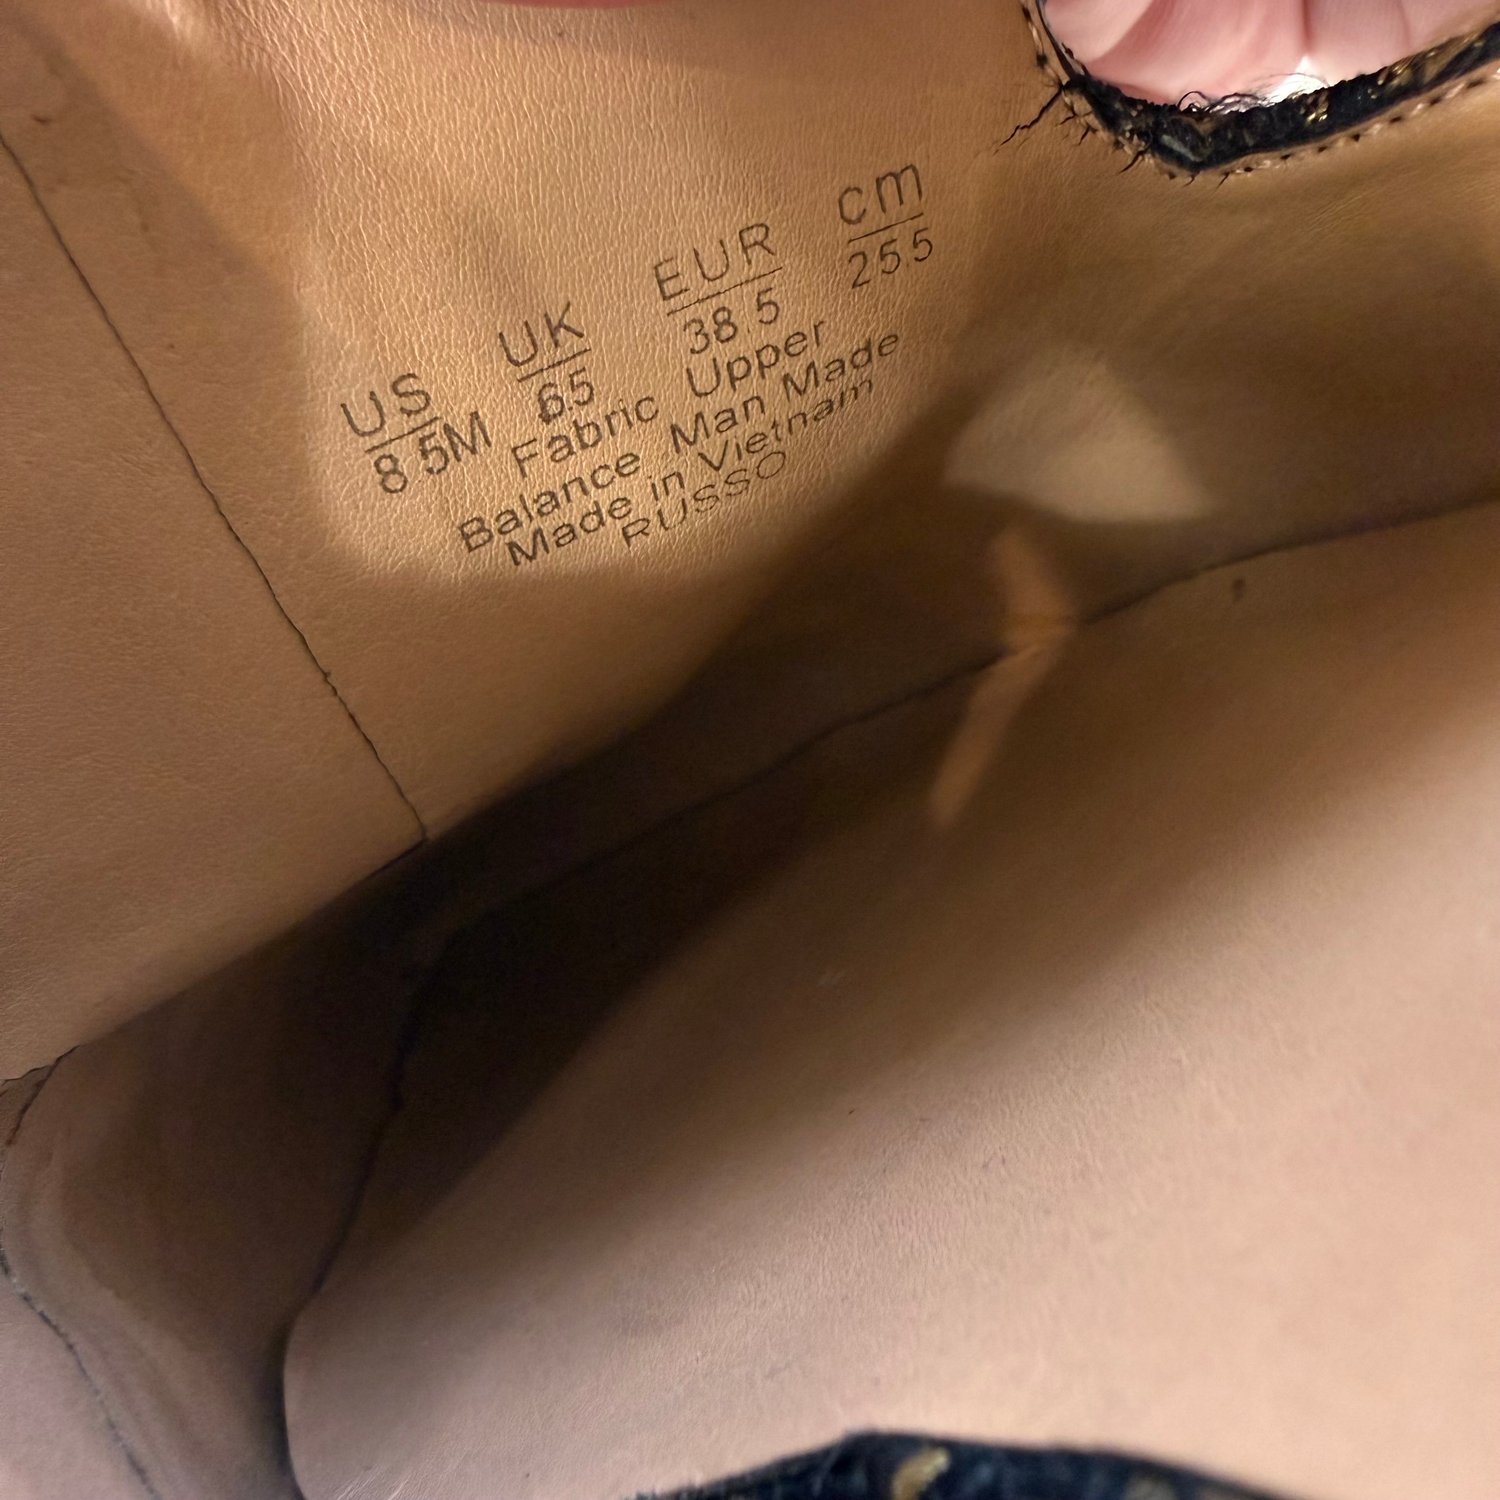 US UK EUR cm
8.5M 6.5 38.5 25.5
Fabric Upper
Balance Man Made
Made in Vietnam
RUSSO